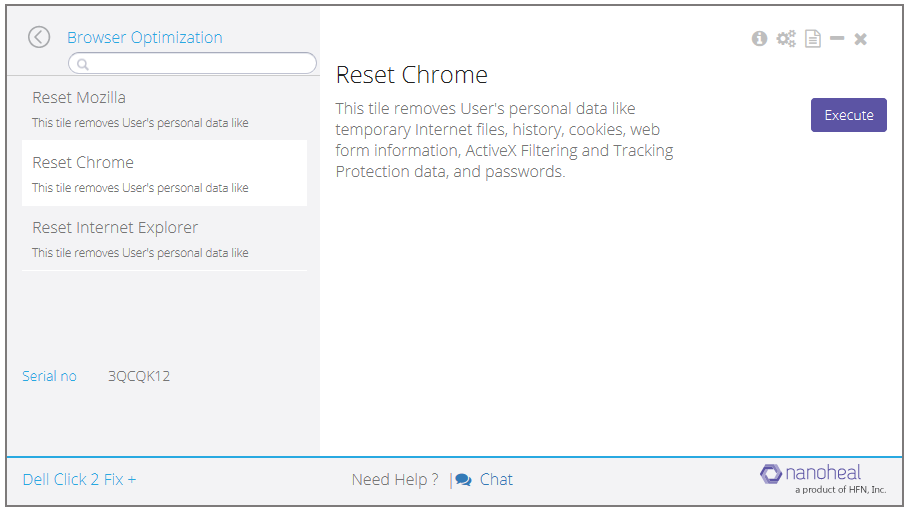 Browser Optimization
Reset Mozilla
This tile removes User's personal data like
Reset Chrome
This tile removes User's personal data like
Reset Internet Explorer
This tile removes User's personal data like
Serial no 3QCQK12
Reset Chrome
This tile removes User's personal data like
temporary Internet files, history, cookies, web
form information, ActiveX Filtering and Tracking
Protection data, and passwords.
Execute
Dell Click 2 Fix +
Need Help ? | Chat
nanoheal
a product of HFN, Inc.